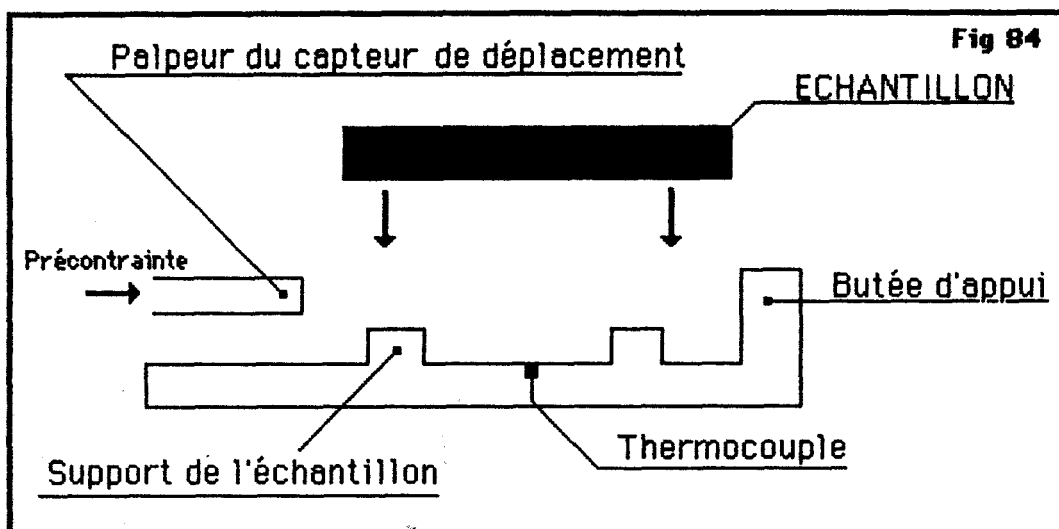 Fig 84
Palpeur du capteur de déplacement
ECHANTILLON
Précontrainte
Butée d'appui
Thermocouple
Support de l'échantillon